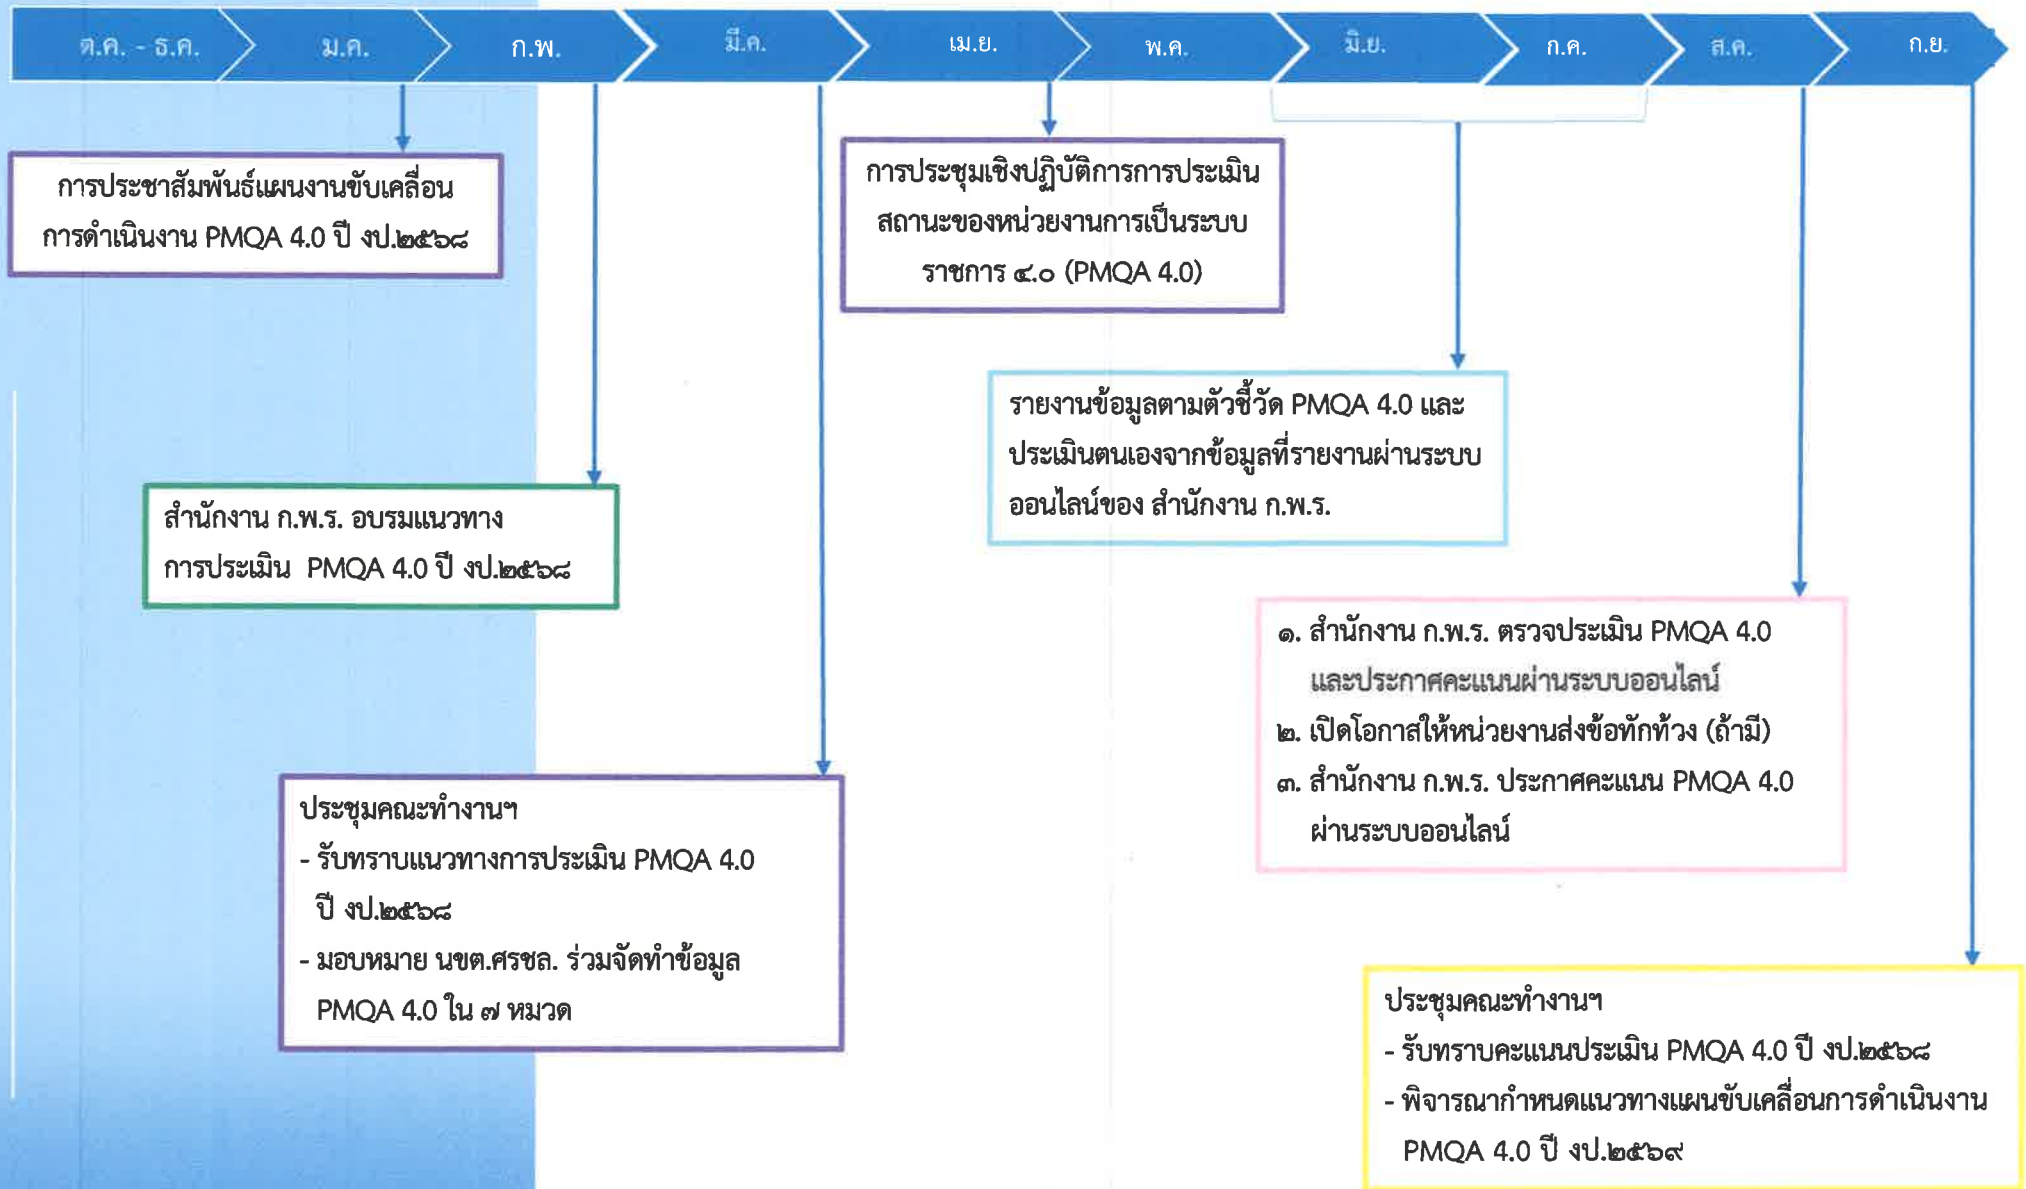 ต.ค. - ธ.ค.
ม.ค.
ก.พ.
มี.ค.
เม.ย.
พ.ค.
มิ.ย.
ก.ค.
ส.ค.
ก.ย.
การประชาสัมพันธ์แผนงานขับเคลื่อน
การดำเนินงาน PMQA 4.0 ปี งป.๒๕๖๘
การประชุมเชิงปฏิบัติการการประเมิน
สถานะของหน่วยงานการเป็นระบบ
ราชการ ๔.๐ (PMQA 4.0)
รายงานข้อมูลตามตัวชี้วัด PMQA 4.0 และ
ประเมินตนเองจากข้อมูลที่รายงานผ่านระบบ
ออนไลน์ของ สำนักงาน ก.พ.ร.
สำนักงาน ก.พ.ร. อบรมแนวทาง
การประเมิน PMQA 4.0 ปี งป.๒๕๖๘
๑. สำนักงาน ก.พ.ร. ตรวจประเมิน PMQA 4.0
และประกาศคะแนนผ่านระบบออนไลน์
๒. เปิดโอกาสให้หน่วยงานส่งข้อทักท้วง (ถ้ามี)
๓. สำนักงาน ก.พ.ร. ประกาศคะแนน PMQA 4.0
ผ่านระบบออนไลน์
ประชุมคณะทำงานฯ
- รับทราบแนวทางการประเมิน PMQA 4.0
ปี งป.๒๕๖๘
- มอบหมาย นขต.ศรชล. ร่วมจัดทำข้อมูล
PMQA 4.0 ใน ๗ หมวด
ประชุมคณะทำงานฯ
- รับทราบคะแนนประเมิน PMQA 4.0 ปี งป.๒๕๖๘
- พิจารณากำหนดแนวทางแผนขับเคลื่อนการดำเนินงาน
PMQA 4.0 ปี งป.๒๕๖๙